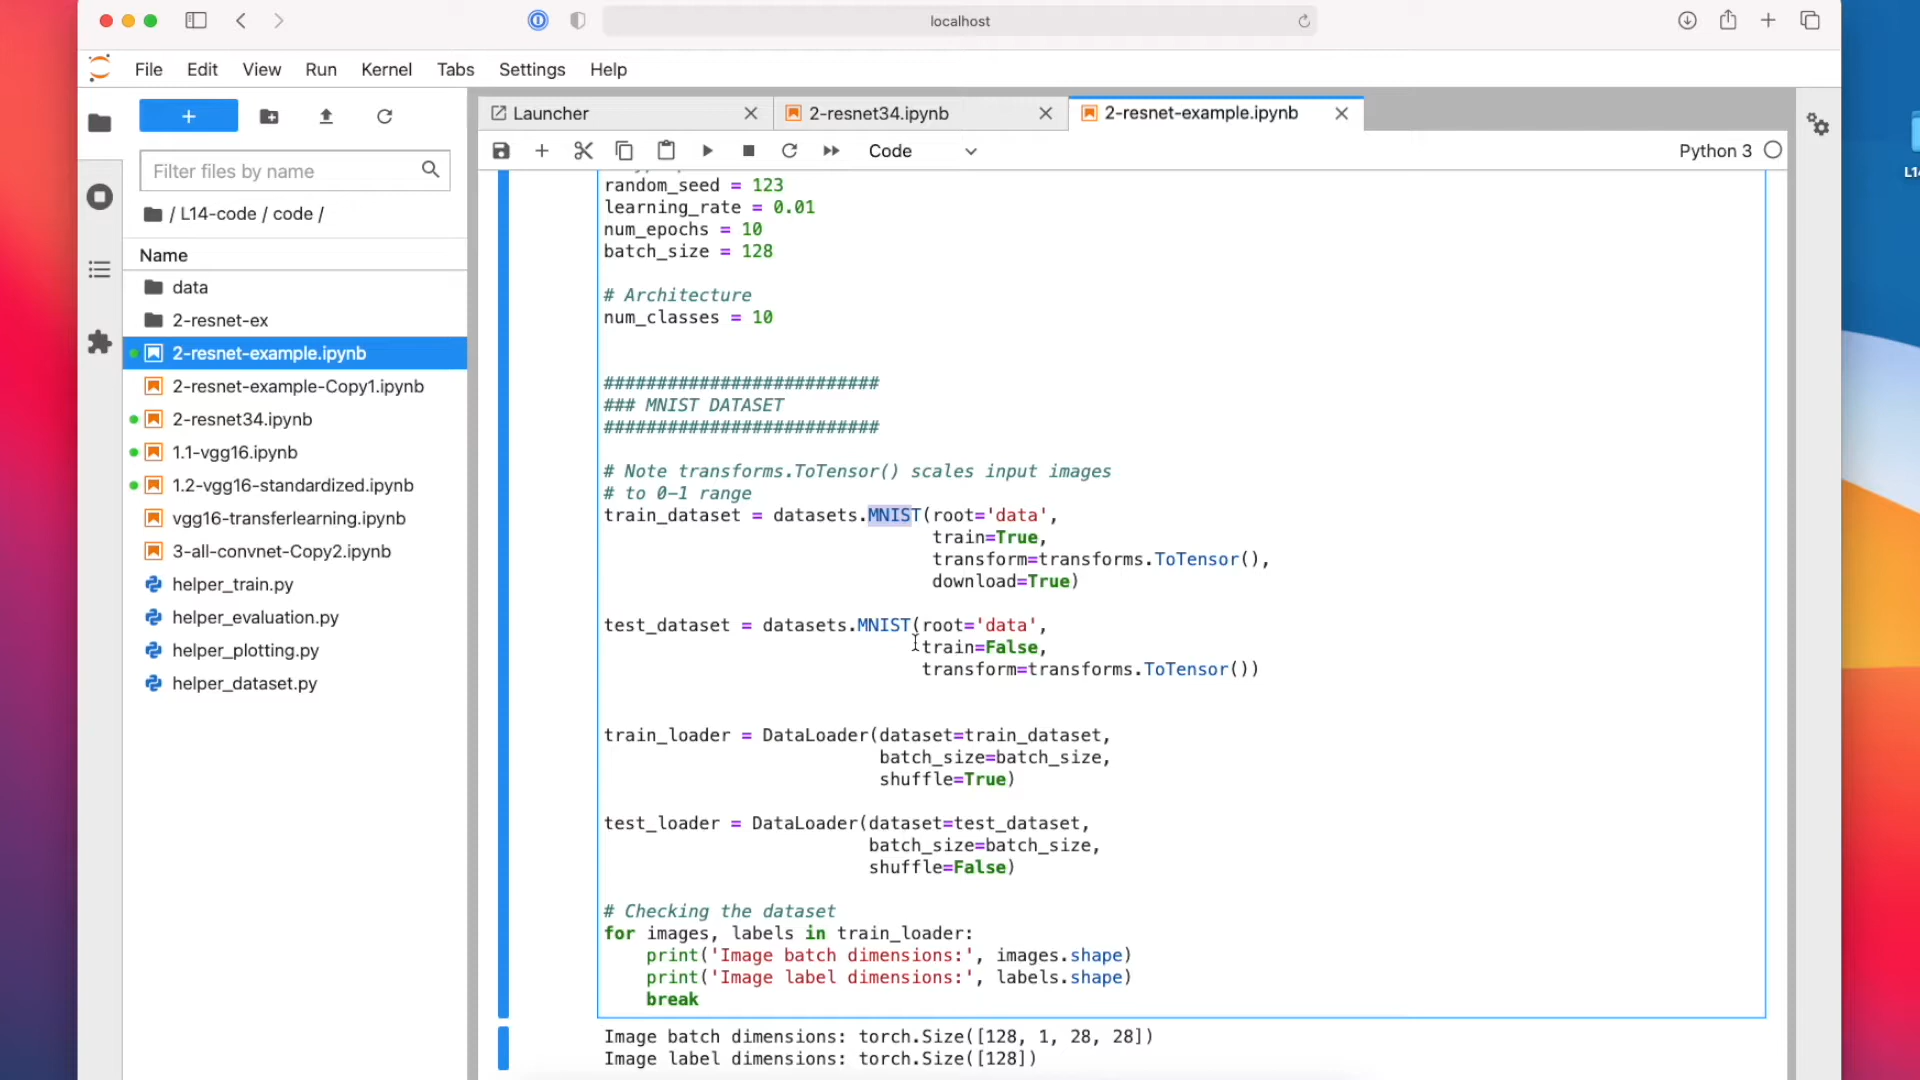 localhost
File Edit View Run Kernel Tabs Settings Help
Launcher
2-resnet34.ipynb
2-resnet-example.ipynb
Filter files by name
Code
Python 3
/ L14-code / code /
Name
data
2-resnet-ex
2-resnet-example.ipynb
2-resnet-example-Copy1.ipynb
2-resnet34.ipynb
1.1-vgg16.ipynb
1.2-vgg16-standardized.ipynb
vgg16-transferlearning.ipynb
3-all-convnet-Copy2.ipynb
helper_train.py
helper_evaluation.py
helper_plotting.py
helper_dataset.py
random_seed = 123
learning_rate = 0.01
num_epochs = 10
batch_size = 128
# Architecture
num_classes = 10
##########################
### MNIST DATASET
##########################
# Note transforms.ToTensor() scales input images
# to 0-1 range
train_dataset = datasets.MNIST(root='data',
train=True,
transform=transforms.ToTensor(),
download=True)
test_dataset = datasets.MNIST(root='data',
train=False,
transform=transforms.ToTensor())
train_loader = DataLoader(dataset=train_dataset,
batch_size=batch_size,
shuffle=True)
test_loader = DataLoader(dataset=test_dataset,
batch_size=batch_size,
shuffle=False)
# Checking the dataset
for images, labels in train_loader:
print('Image batch dimensions:', images.shape)
print('Image label dimensions:', labels.shape)
break
Image batch dimensions: torch.Size([128, 1, 28, 28])
Image label dimensions: torch.Size([128])